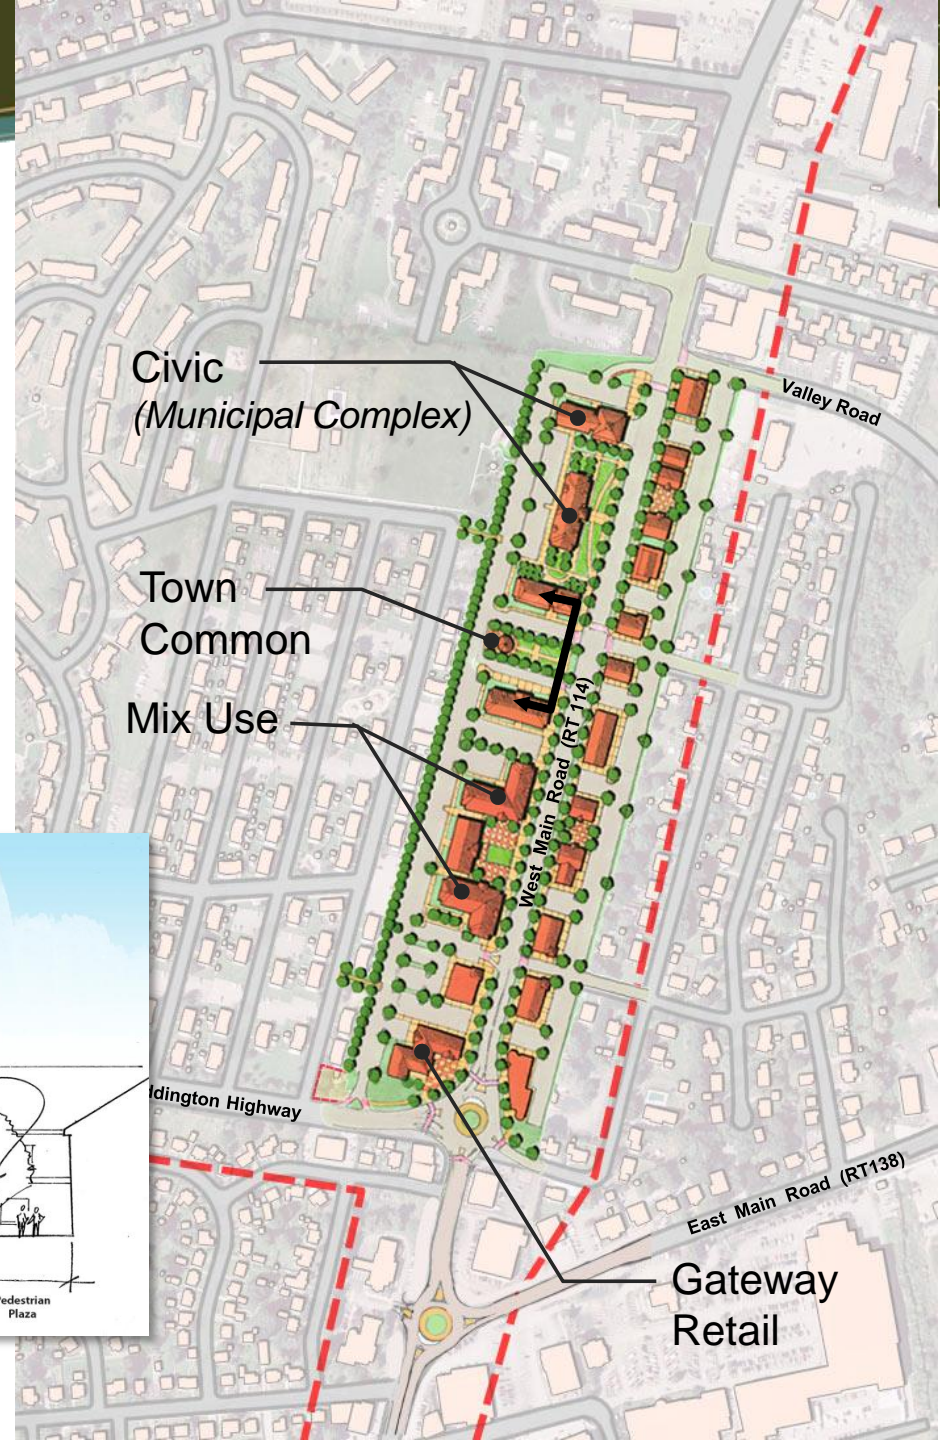 Civic
(Municipal Complex)
Valley Road
Town
Common
Mix Use
West Main Road (RT 114)
ddington Highway
East Main Road (RT138)
edestrian
Plaza
Gateway
Retail